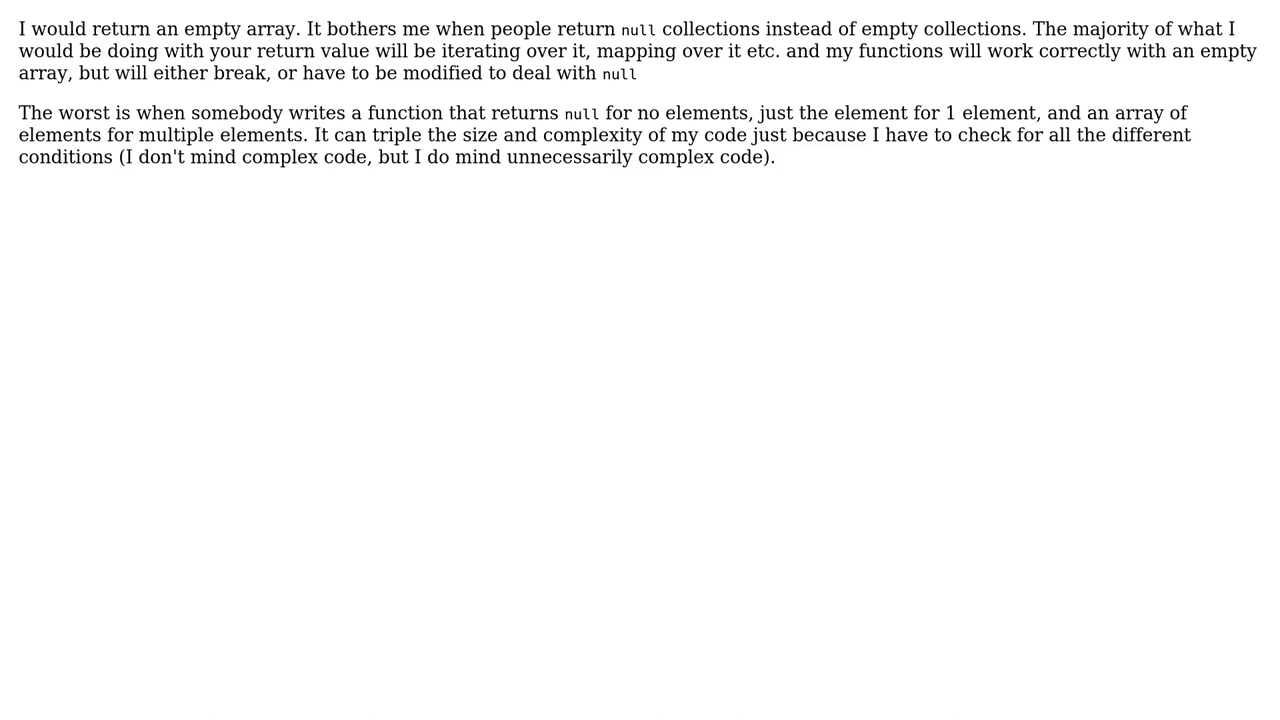 I would return an empty array. It bothers me when people return null collections instead of empty collections. The majority of what I
would be doing with your return value will be iterating over it, mapping over it etc. and my functions will work correctly with an empty
array, but will either break, or have to be modified to deal with null
The worst is when somebody writes a function that returns null for no elements, just the element for 1 element, and an array of
elements for multiple elements. It can triple the size and complexity of my code just because I have to check for all the different
conditions (I don't mind complex code, but I do mind unnecessarily complex code).